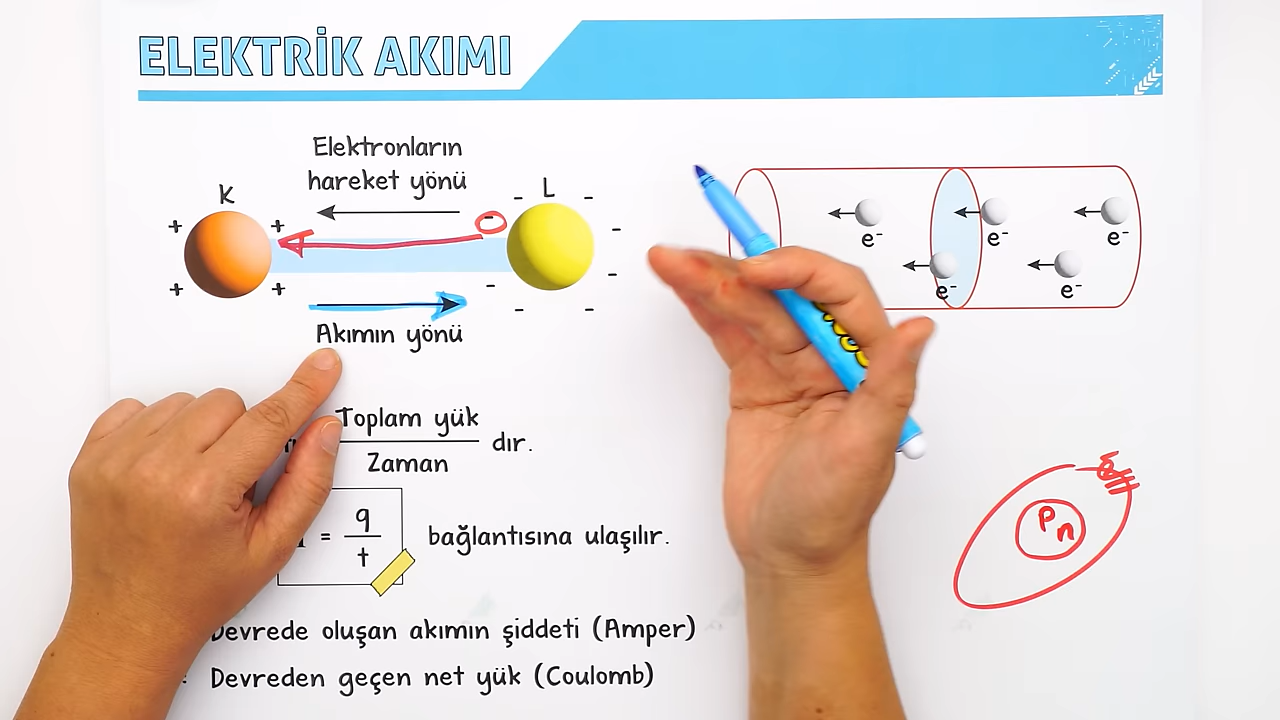 ELEKTRİK AKIMI
Elektronların
hareket yönü
K
L
+ +
+ +
- -
- -
- -
- -
Akımın yönü
e⁻ e⁻ e⁻
e⁻ e⁻
Toplam yük
Zaman
dır.
= q
t
bağlantısına ulaşılır.
P
n
Devrede oluşan akımın şiddeti (Amper)
: Devreden geçen net yük (Coulomb)